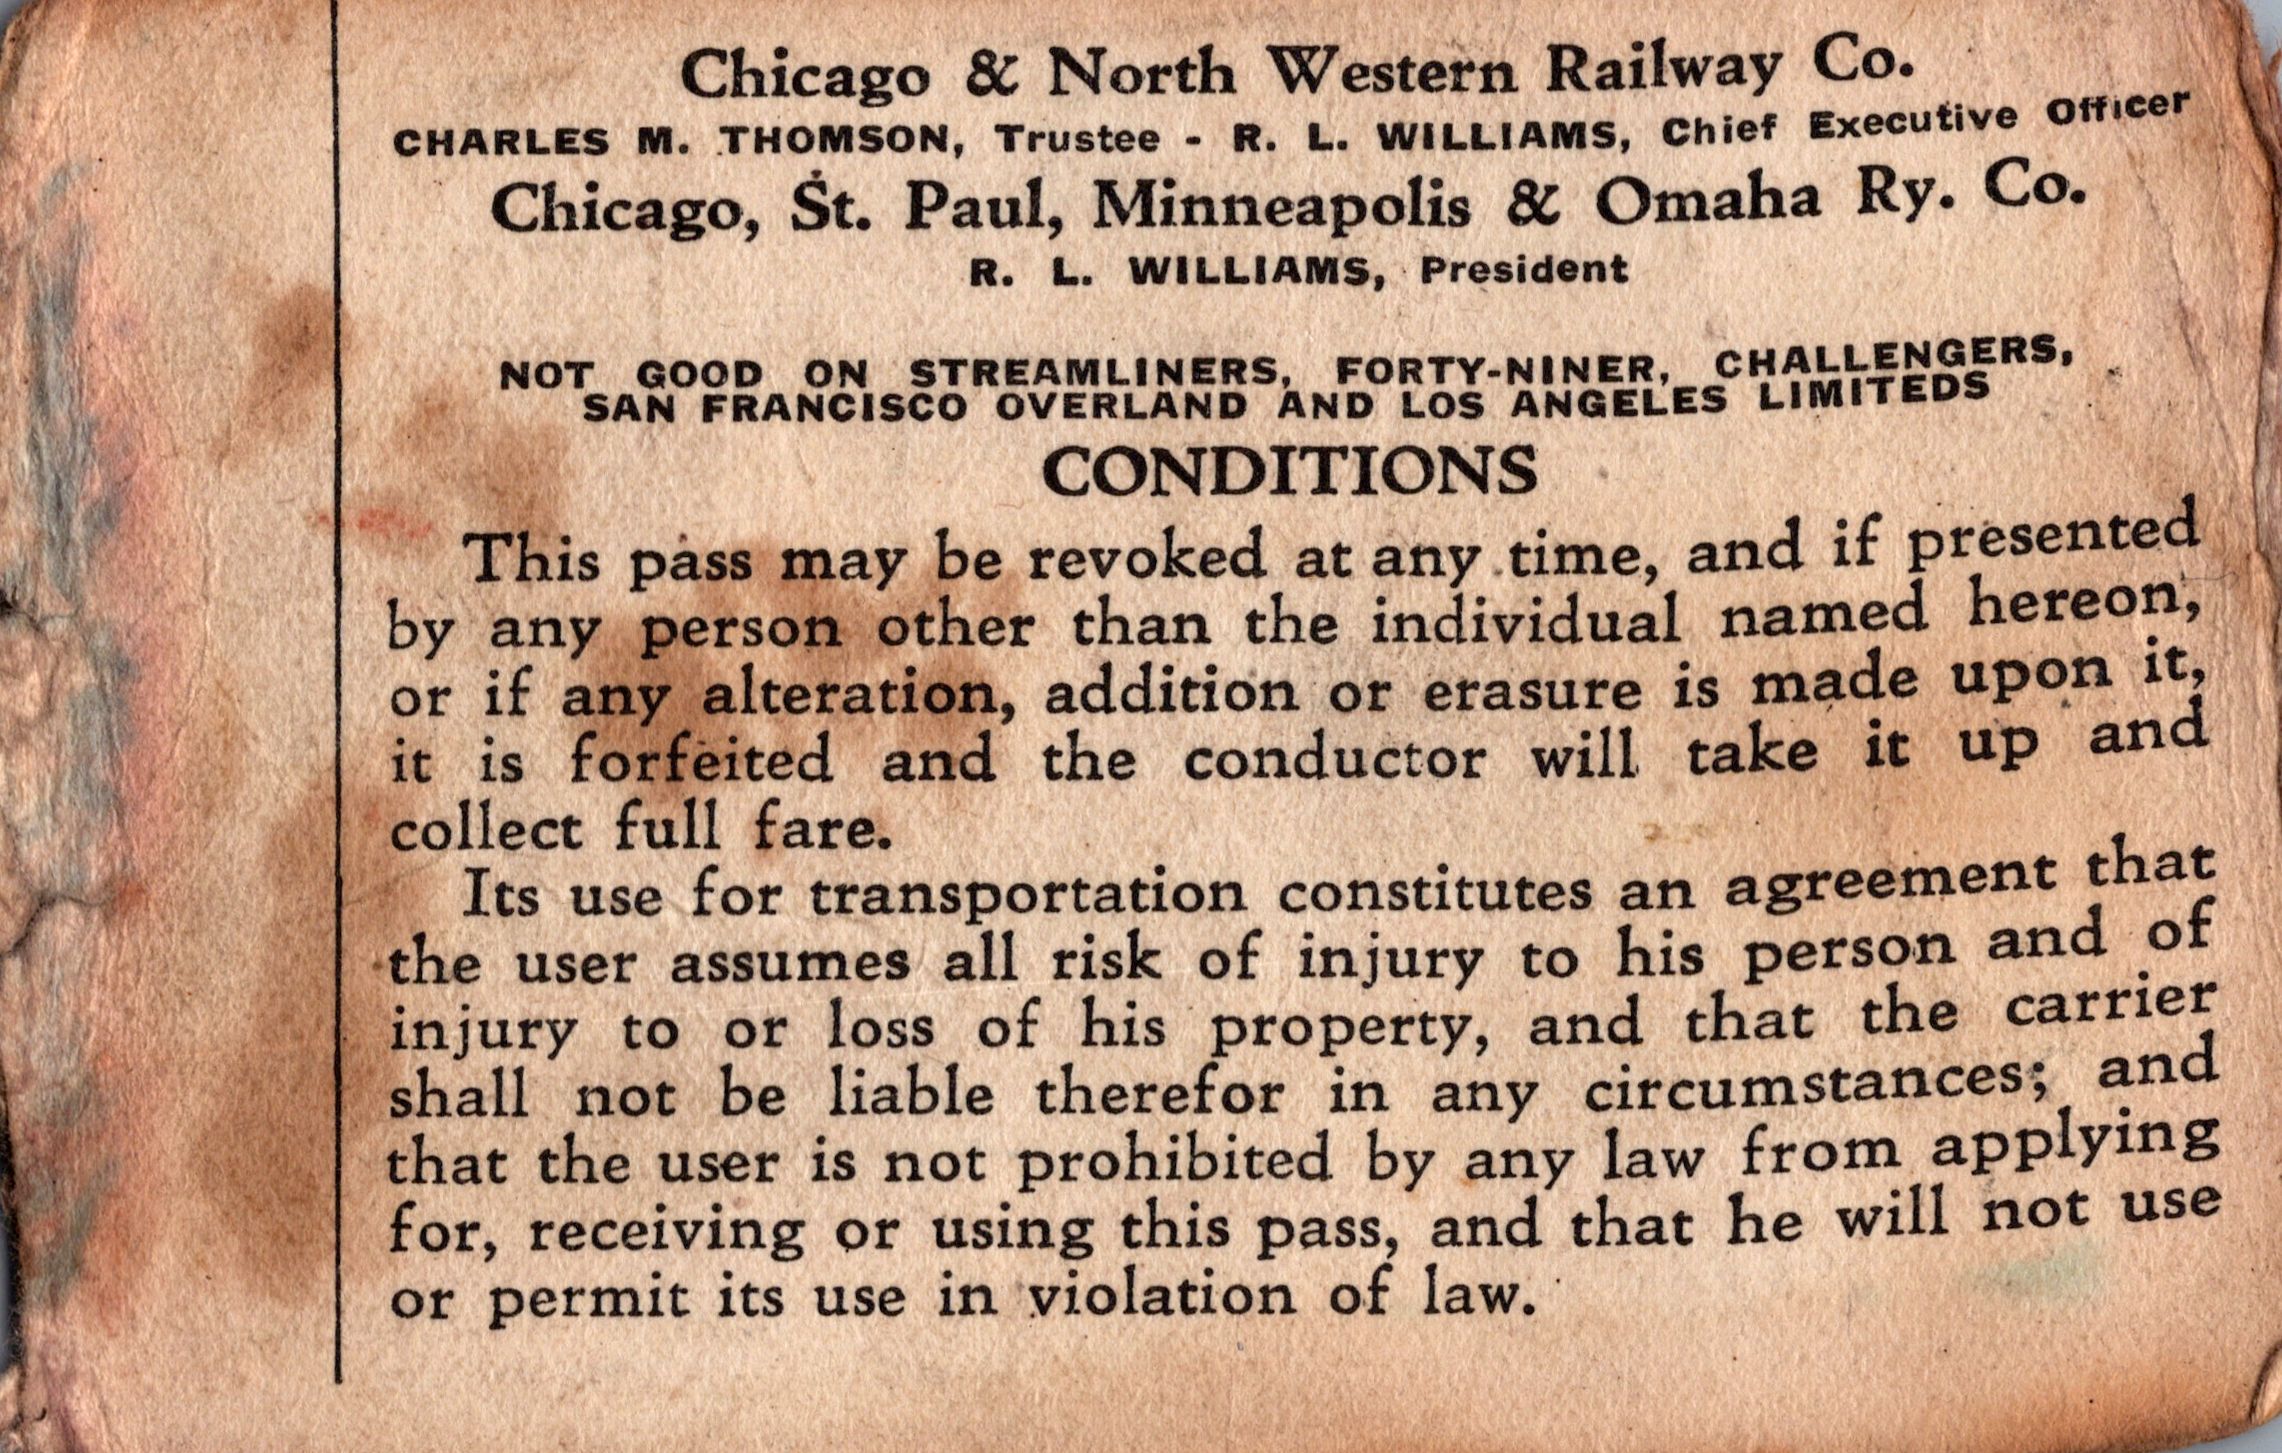 Chicago & North Western Railway Co.
CHARLES M. THOMSON, Trustee - R. L. WILLIAMS, Chief Executive Officer
Chicago, St. Paul, Minneapolis & Omaha Ry. Co.
R. L. WILLIAMS, President
NOT GOOD ON STREAMLINERS, FORTY-NINER, CHALLENGERS,
SAN FRANCISCO OVERLAND AND LOS ANGELES LIMITEDS
CONDITIONS
This pass may be revoked at any time, and if presented
by any person other than the individual named hereon,
or if any alteration, addition or erasure is made upon it,
it is forfeited and the conductor will take it up and
collect full fare.
Its use for transportation constitutes an agreement that
the user assumes all risk of injury to his person and of
injury to or loss of his property, and that the carrier
shall not be liable therefor in any circumstances; and
that the user is not prohibited by any law from applying
for, receiving or using this pass, and that he will not use
or permit its use in violation of law.